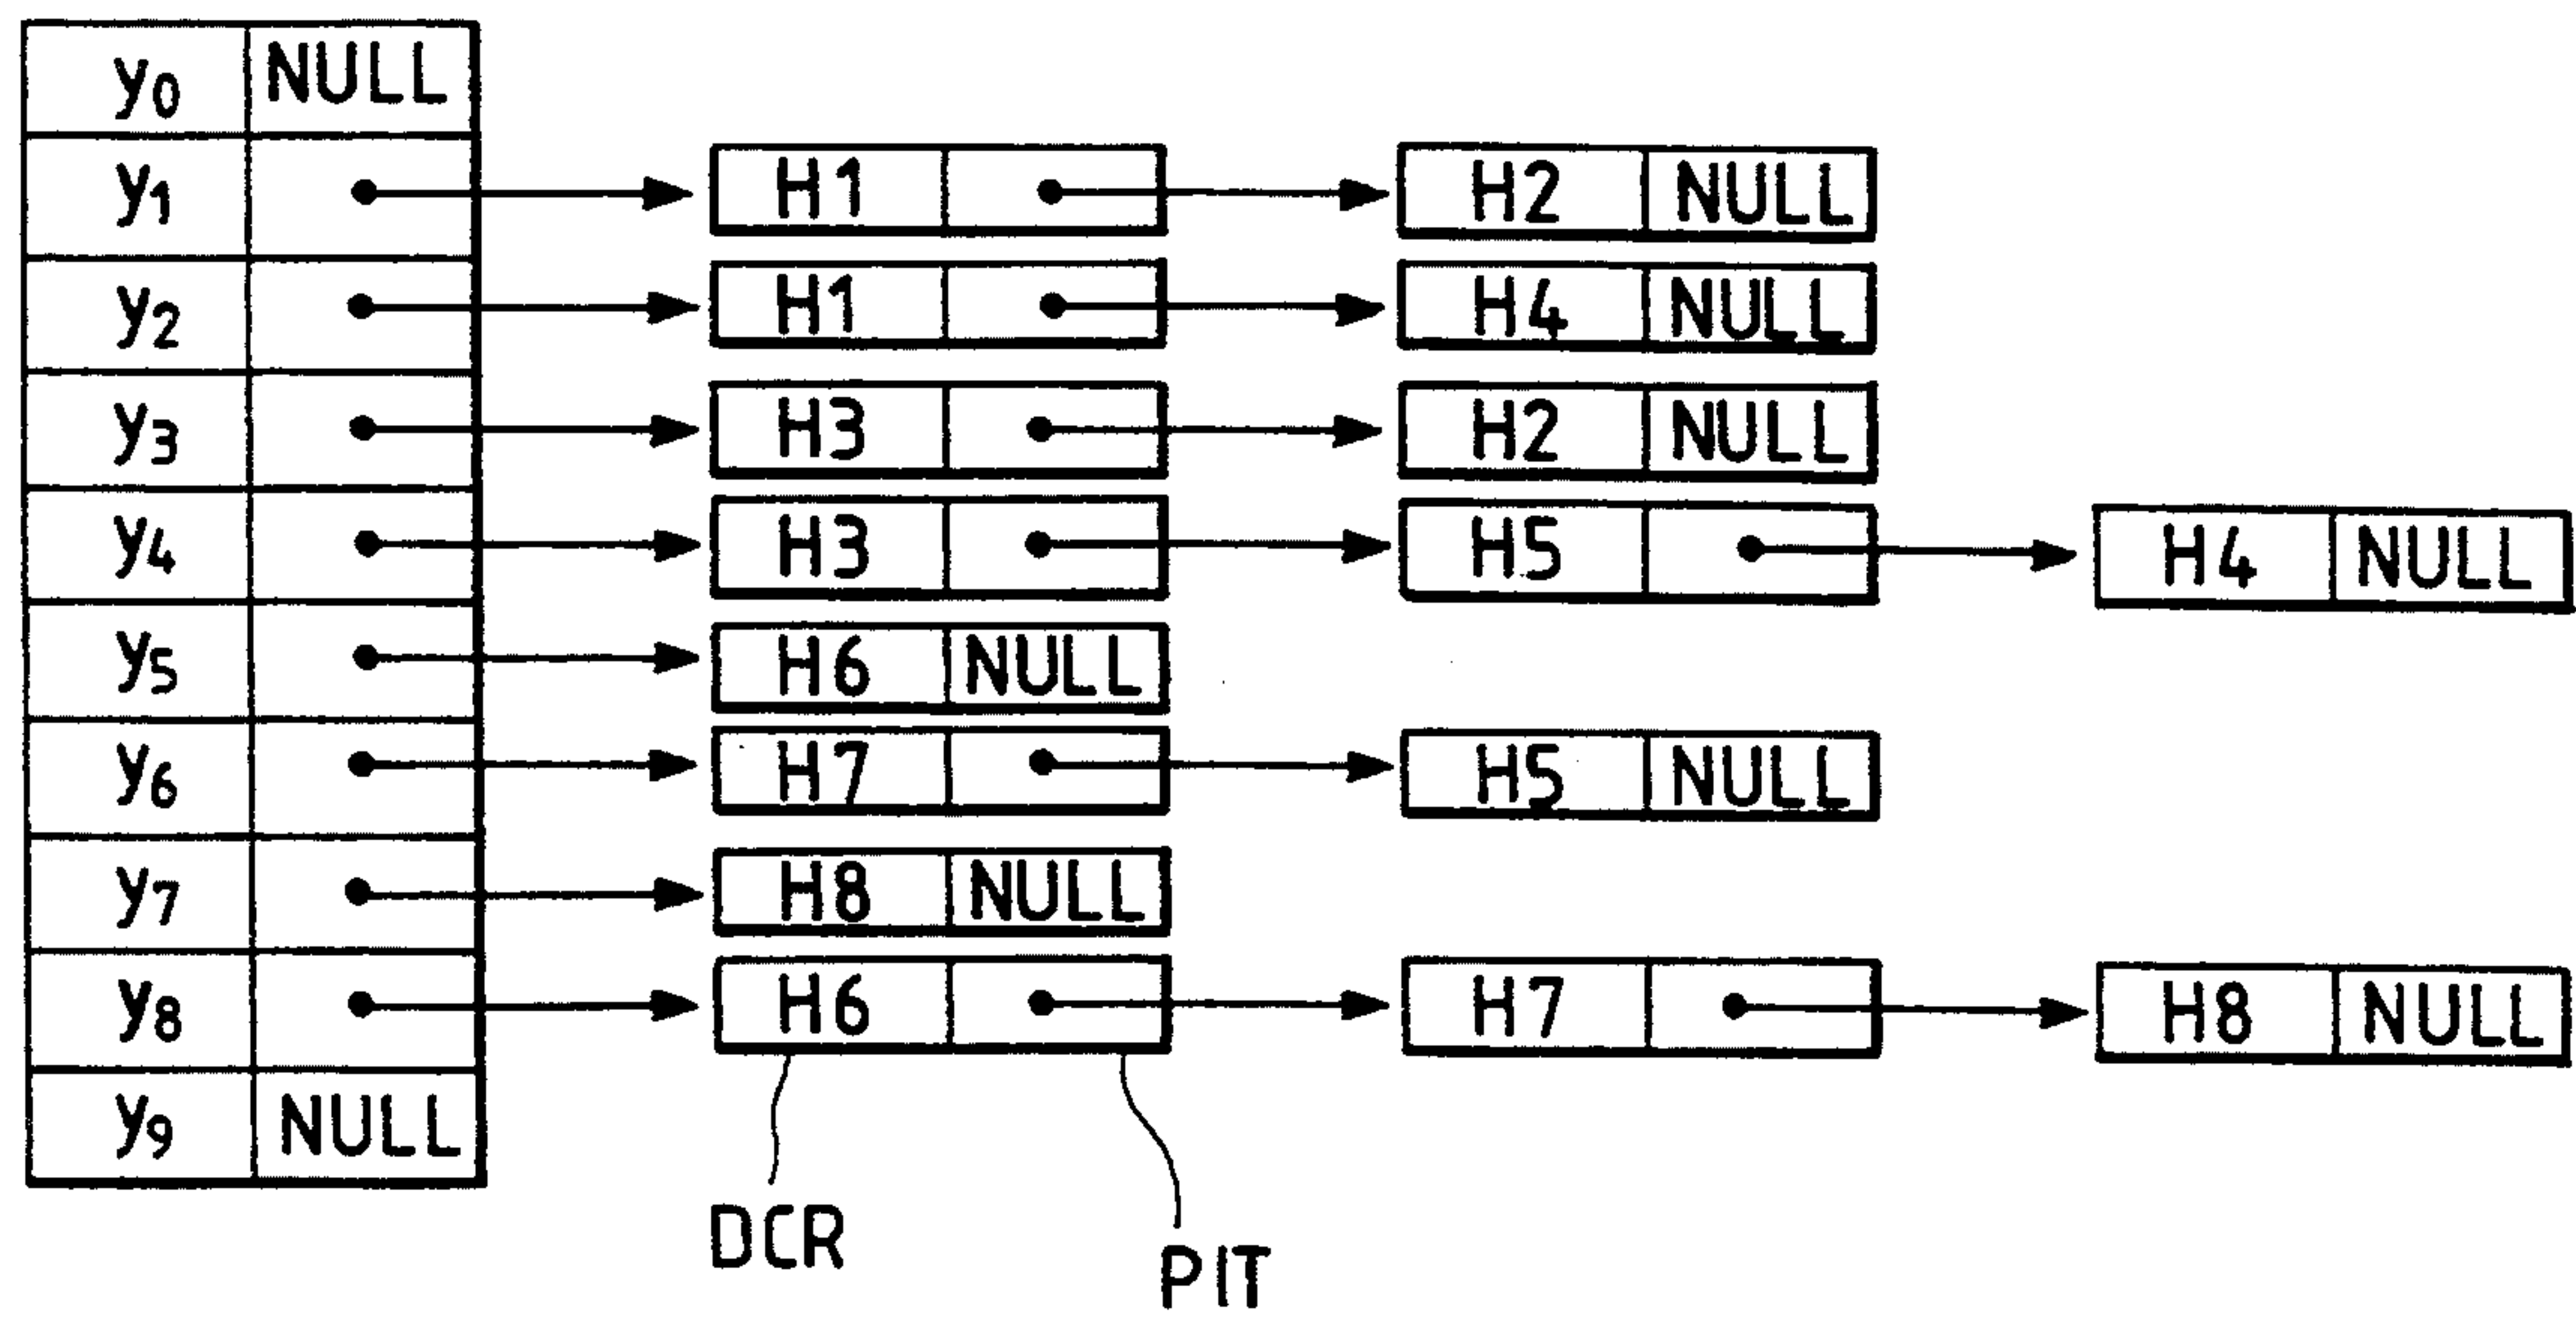 y0 NULL
y1 H1 H2 NULL
y2 H1 H4 NULL
y3 H3 H2 NULL
y4 H3 H5 H4 NULL
y5 H6 NULL
y6 H7 H5 NULL
y7 H8 NULL
y8 H6 H7 H8 NULL
y9 NULL
DCR
PIT